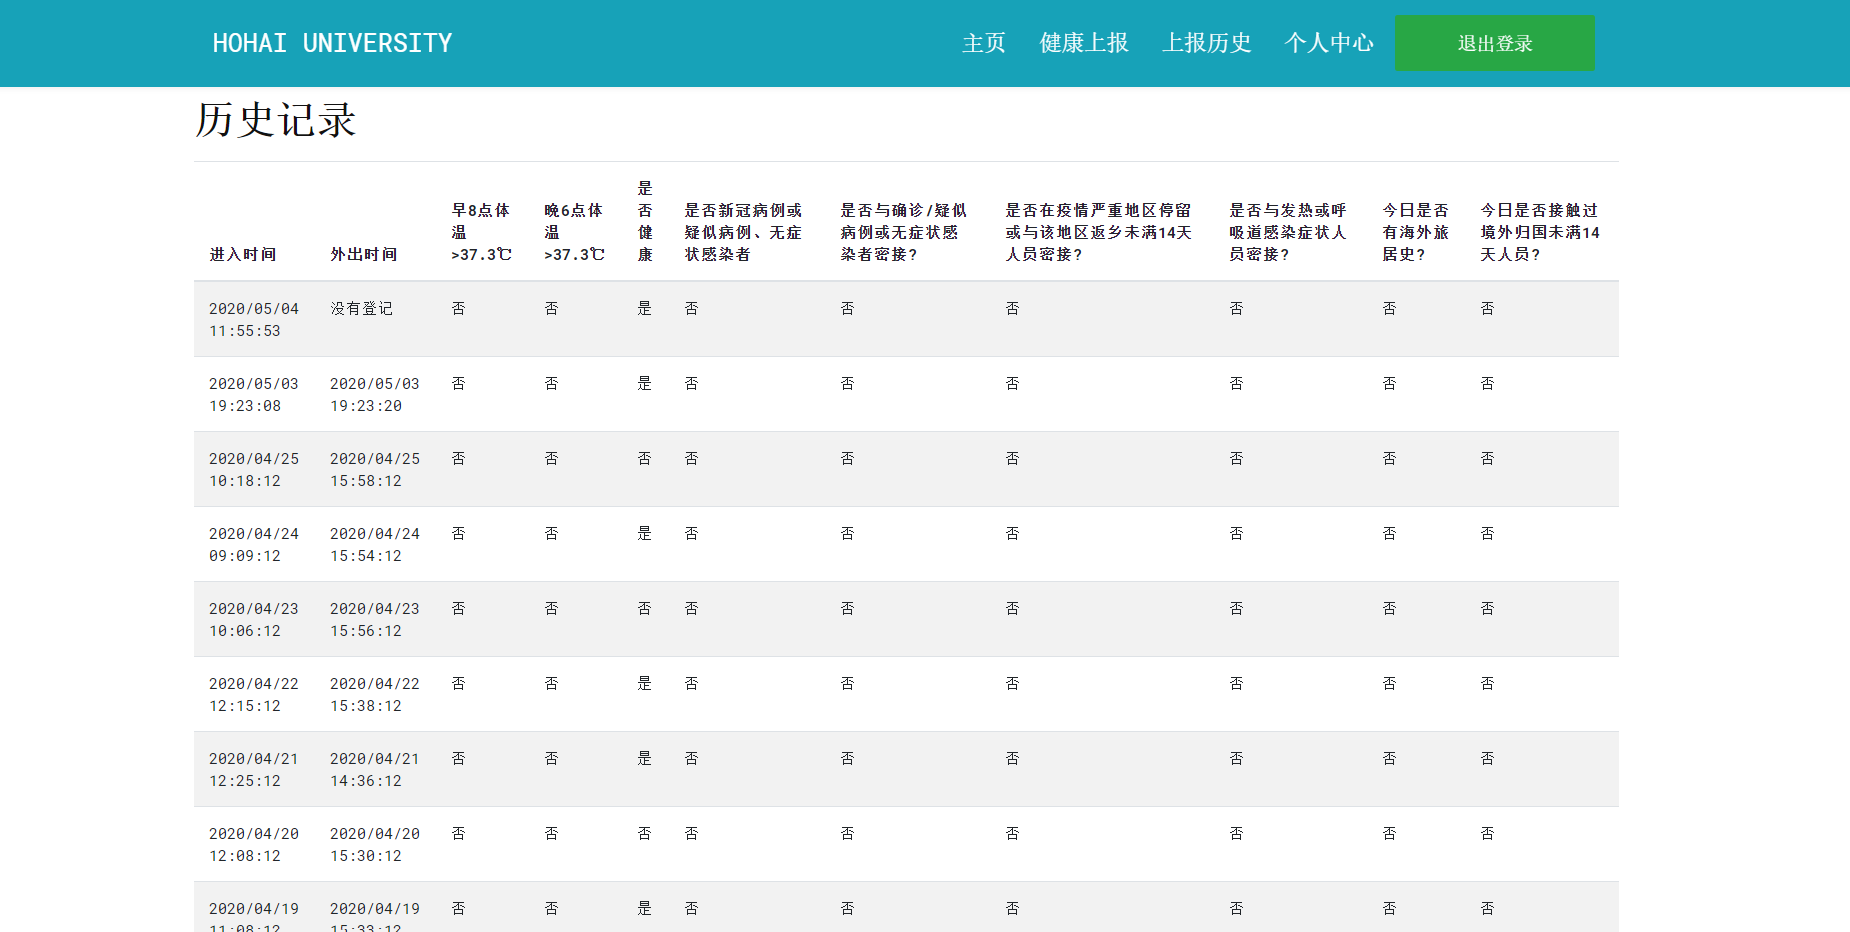 HOHAI UNIVERSITY 主页 健康上报 上报历史 个人中心 退出登录
历史记录
进入时间
外出时间
早8点体
温
>37.3℃
晚6点体
温
>37.3℃
是
否
健
康
是否新冠病例或
疑似病例、无症
状感染者
是否与确诊/疑似
病例或无症状感
染者密接?
是否在疫情严重地区停留
或与该地区返乡未满14天
人员密接?
是否与发热或呼
吸道感染症状人
员密接?
今日是否
有海外旅
居史?
今日是否接触过
境外归国未满14
天人员?
2020/05/04 没有登记 否 否 是 否 否 否 否 否 否
11:55:53
2020/05/03 2020/05/03 否 否 是 否 否 否 否 否 否
19:23:08 19:23:20
2020/04/25 2020/04/25 否 否 否 否 否 否 否 否 否
10:18:12 15:58:12
2020/04/24 2020/04/24 否 否 是 否 否 否 否 否 否
09:09:12 15:54:12
2020/04/23 2020/04/23 否 否 否 否 否 否 否 否 否
10:06:12 15:56:12
2020/04/22 2020/04/22 否 否 是 否 否 否 否 否 否
12:15:12 15:38:12
2020/04/21 2020/04/21 否 否 是 否 否 否 否 否 否
12:25:12 14:36:12
2020/04/20 2020/04/20 否 否 否 否 否 否 否 否 否
12:08:12 15:30:12
2020/04/19 2020/04/19 否 否 是 否 否 否 否 否 否
11:08:12 15:33:12